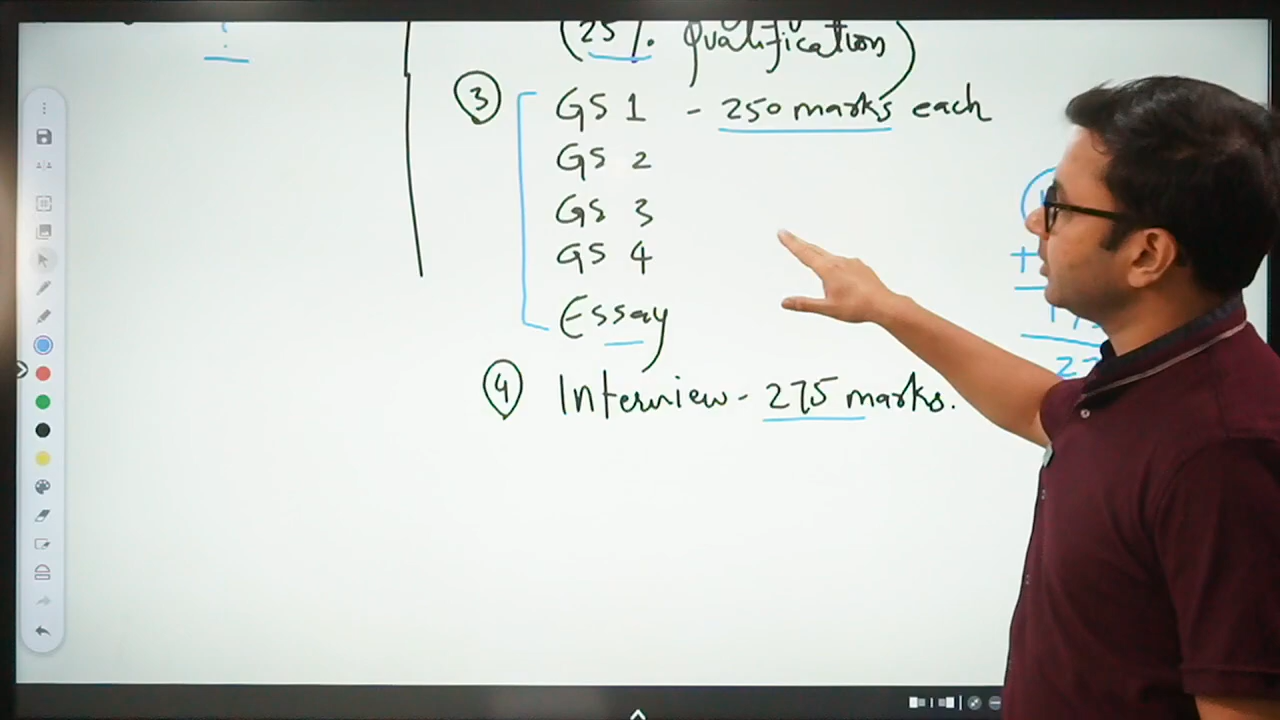 (25%. Qualification)
③ GS 1 - 250 marks each
GS 2
GS 3
GS 4
Essay
④ Interview - 275 marks.